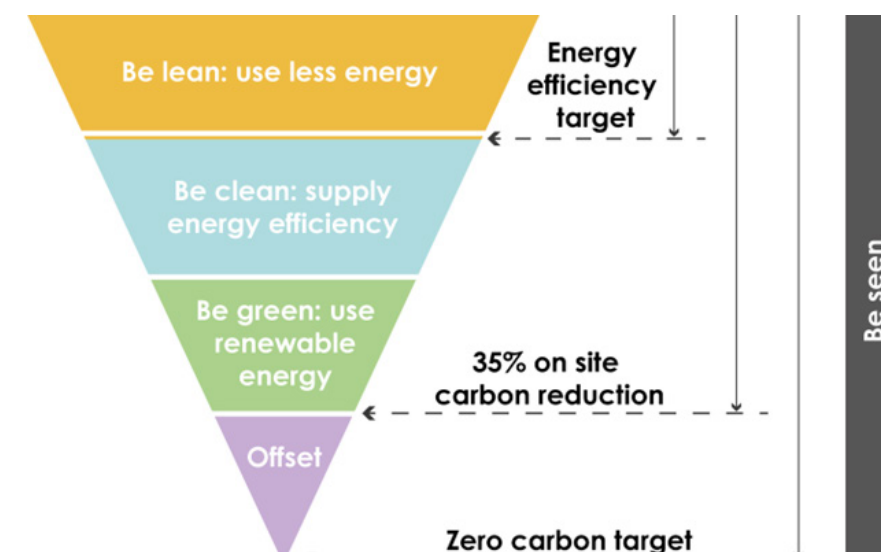 Be lean: use less energy
Energy
efficiency
target
Be clean: supply
energy efficiency
Be green: use
renewable
energy
35% on site
carbon reduction
Offset
Zero carbon target
Be seen